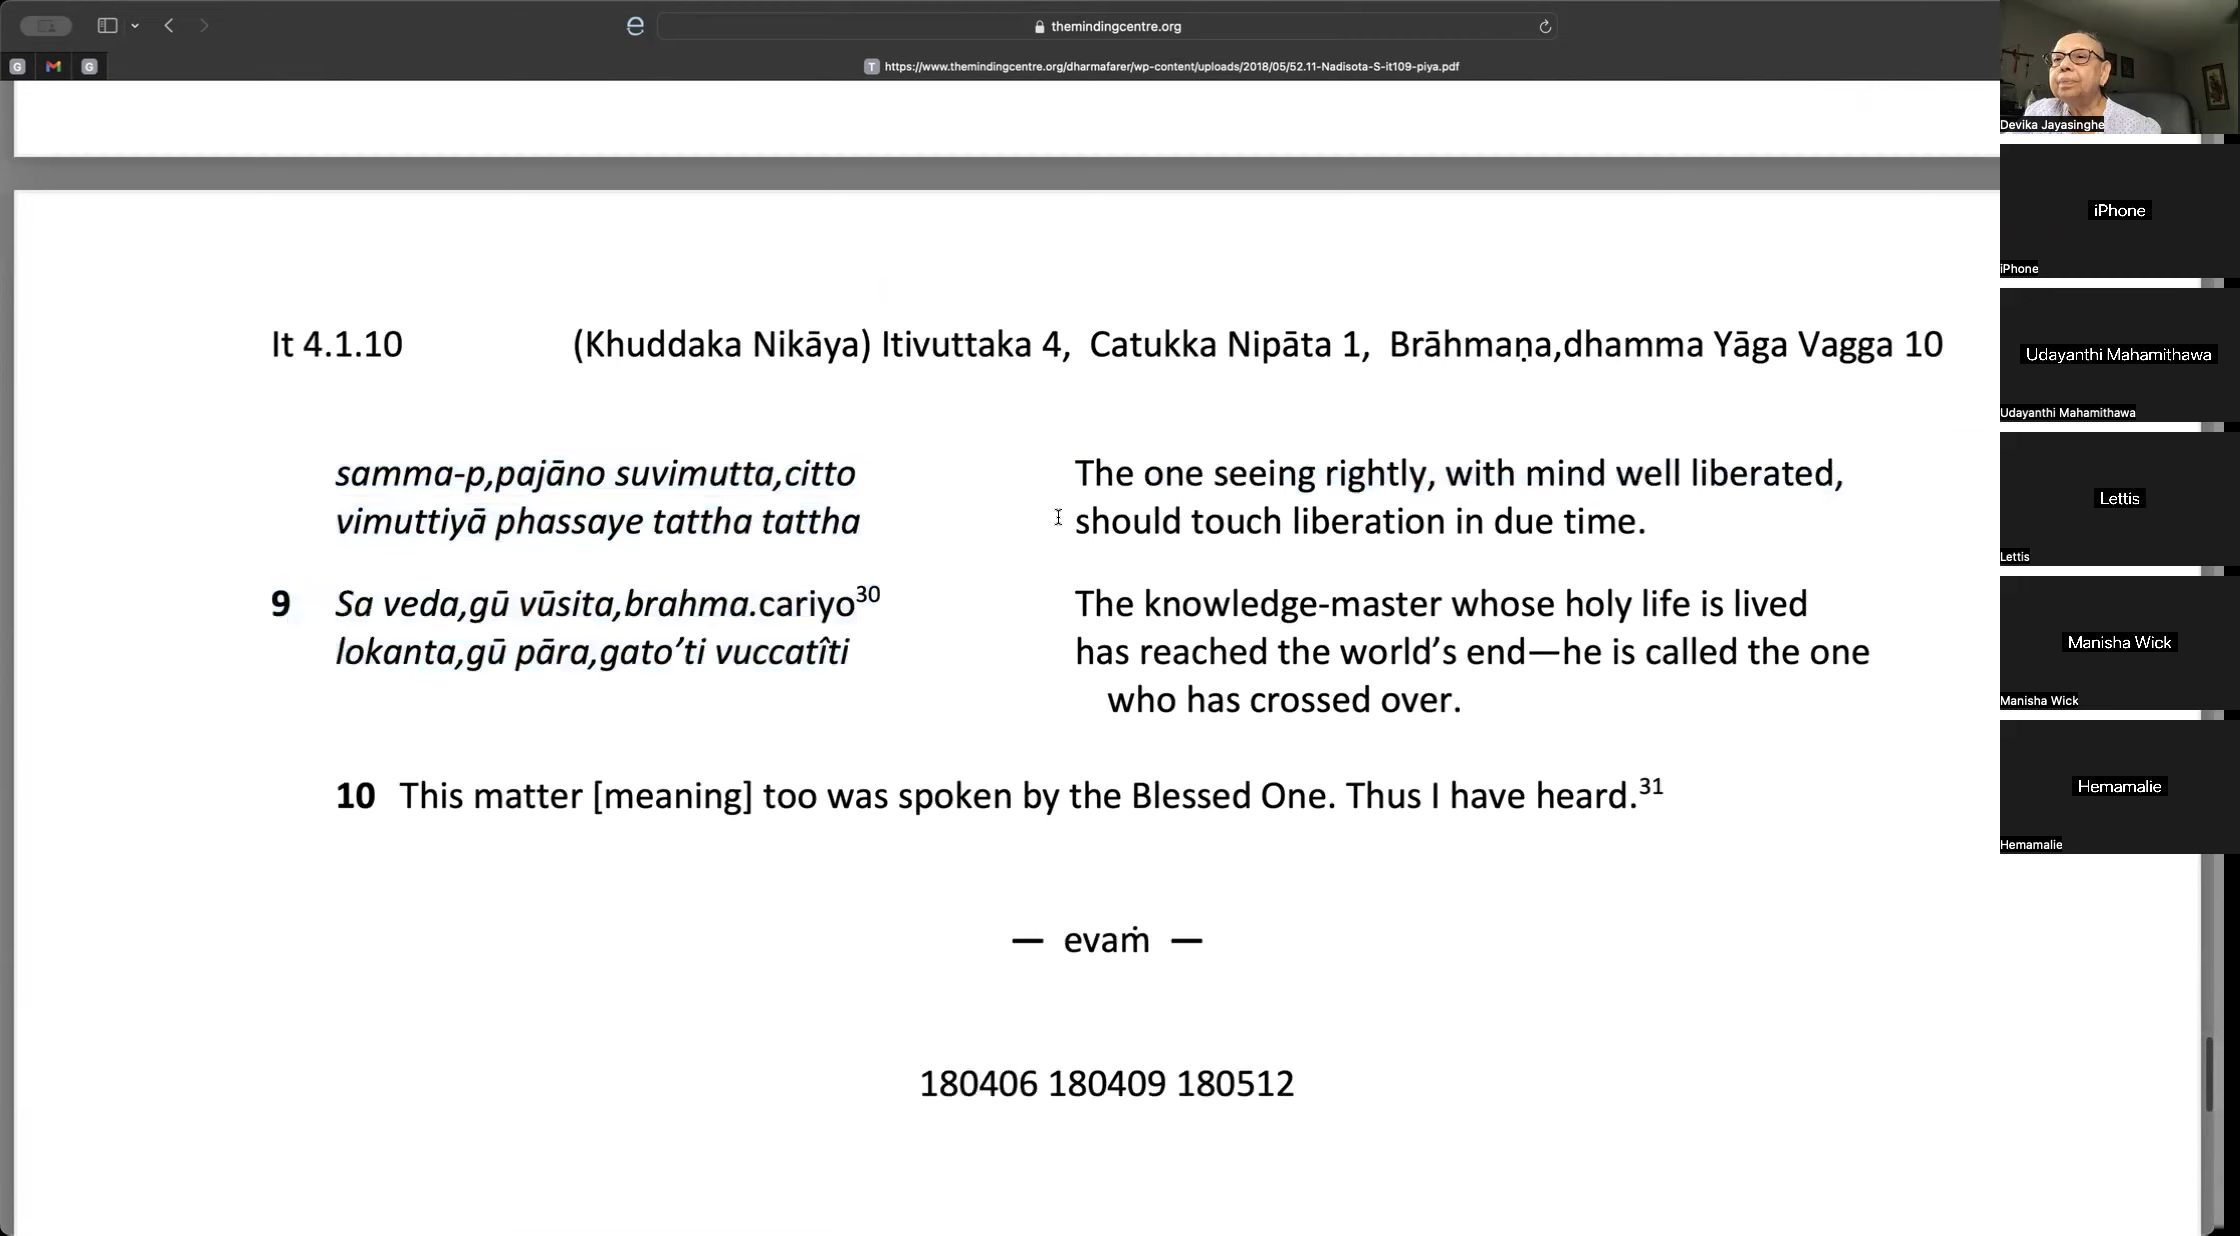 themindingcentre.org
https://www.themindingcentre.org/dharmafarer/wp-content/uploads/2018/05/52.11-Nadisota-S-it109-piya.pdf
It 4.1.10 (Khuddaka Nikāya) Itivuttaka 4, Catukka Nipāta 1, Brāhmaṇa,dhamma Yāga Vagga 10
samma-p,pajāno suvimutta,citto The one seeing rightly, with mind well liberated,
vimuttiyā phassaye tattha tattha should touch liberation in due time.
9 Sa veda,gū vūsita,brahma.cariyo30 The knowledge-master whose holy life is lived
lokanta,gū pāra,gato’ti vuccatîti has reached the world’s end—he is called the one
who has crossed over.
10 This matter [meaning] too was spoken by the Blessed One. Thus I have heard.31
— evaṁ —
180406 180409 180512
Devika Jayasinghe
iPhone
iPhone
Udayanthi Mahamithawa
Udayanthi Mahamithawa
Lettis
Lettis
Manisha Wick
Manisha Wick
Hemamalie
Hemamalie